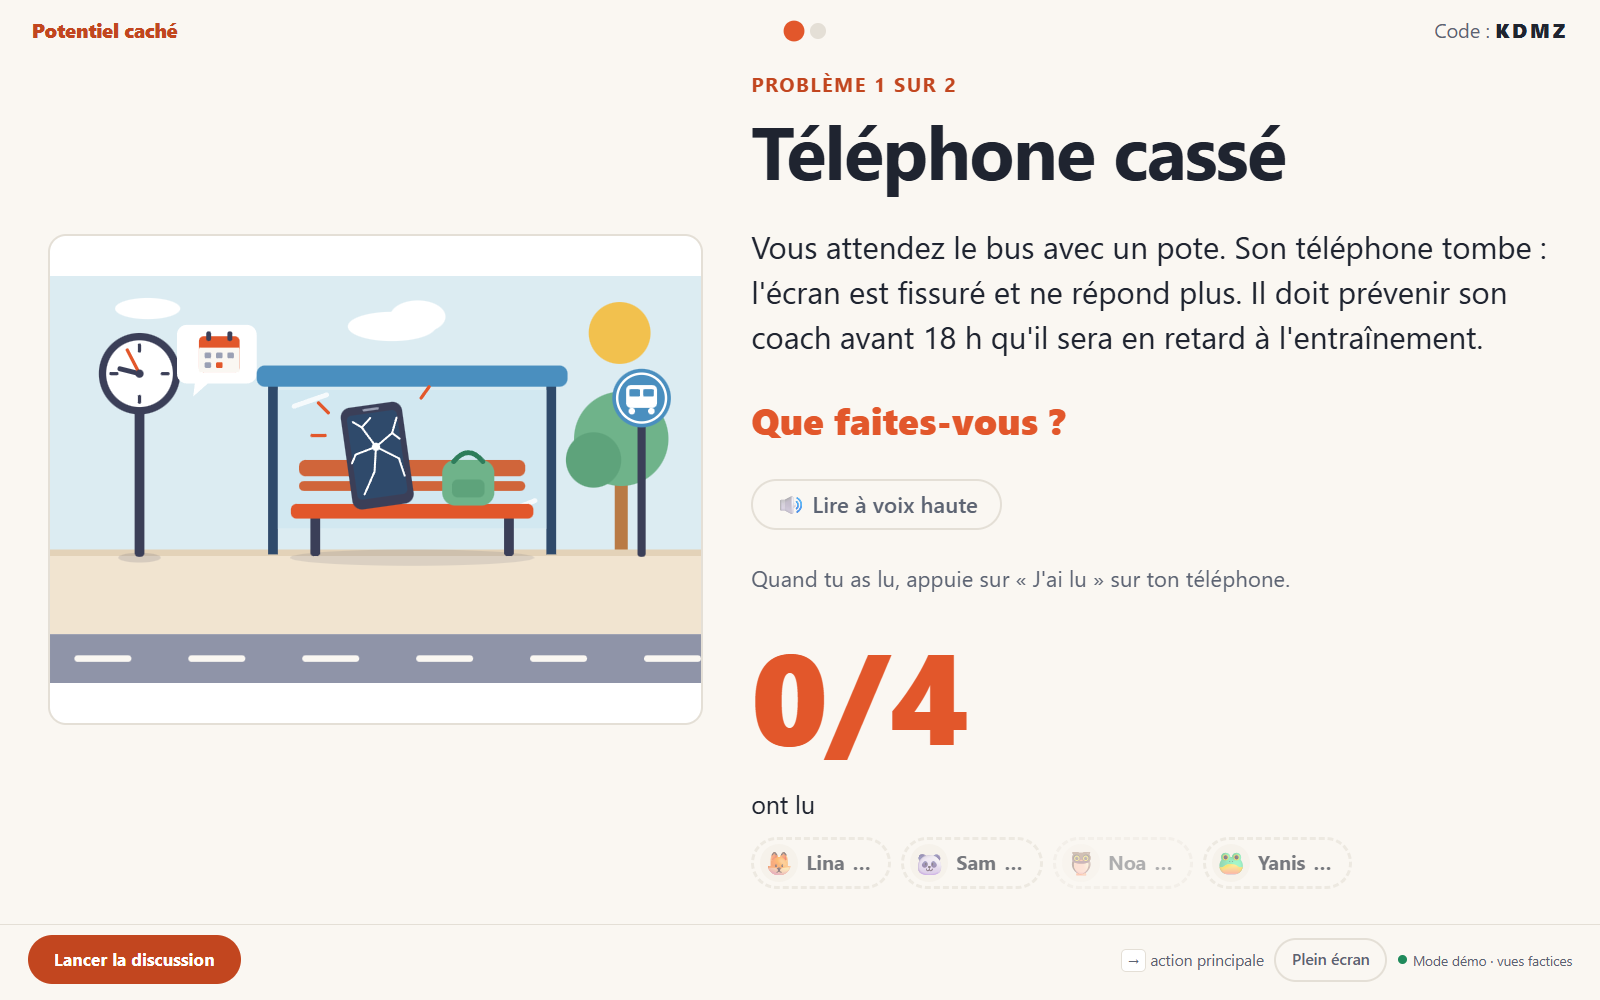 Potentiel caché
Code : KDMZ
PROBLÈME 1 SUR 2
Téléphone cassé
Vous attendez le bus avec un pote. Son téléphone tombe :
l'écran est fissuré et ne répond plus. Il doit prévenir son
coach avant 18 h qu'il sera en retard à l'entraînement.
Que faites-vous ?
Lire à voix haute
Quand tu as lu, appuie sur « J'ai lu » sur ton téléphone.
0/4
ont lu
Lina ... Sam ... Noa ... Yanis ...
Lancer la discussion
→ action principale Plein écran Mode démo · vues factices